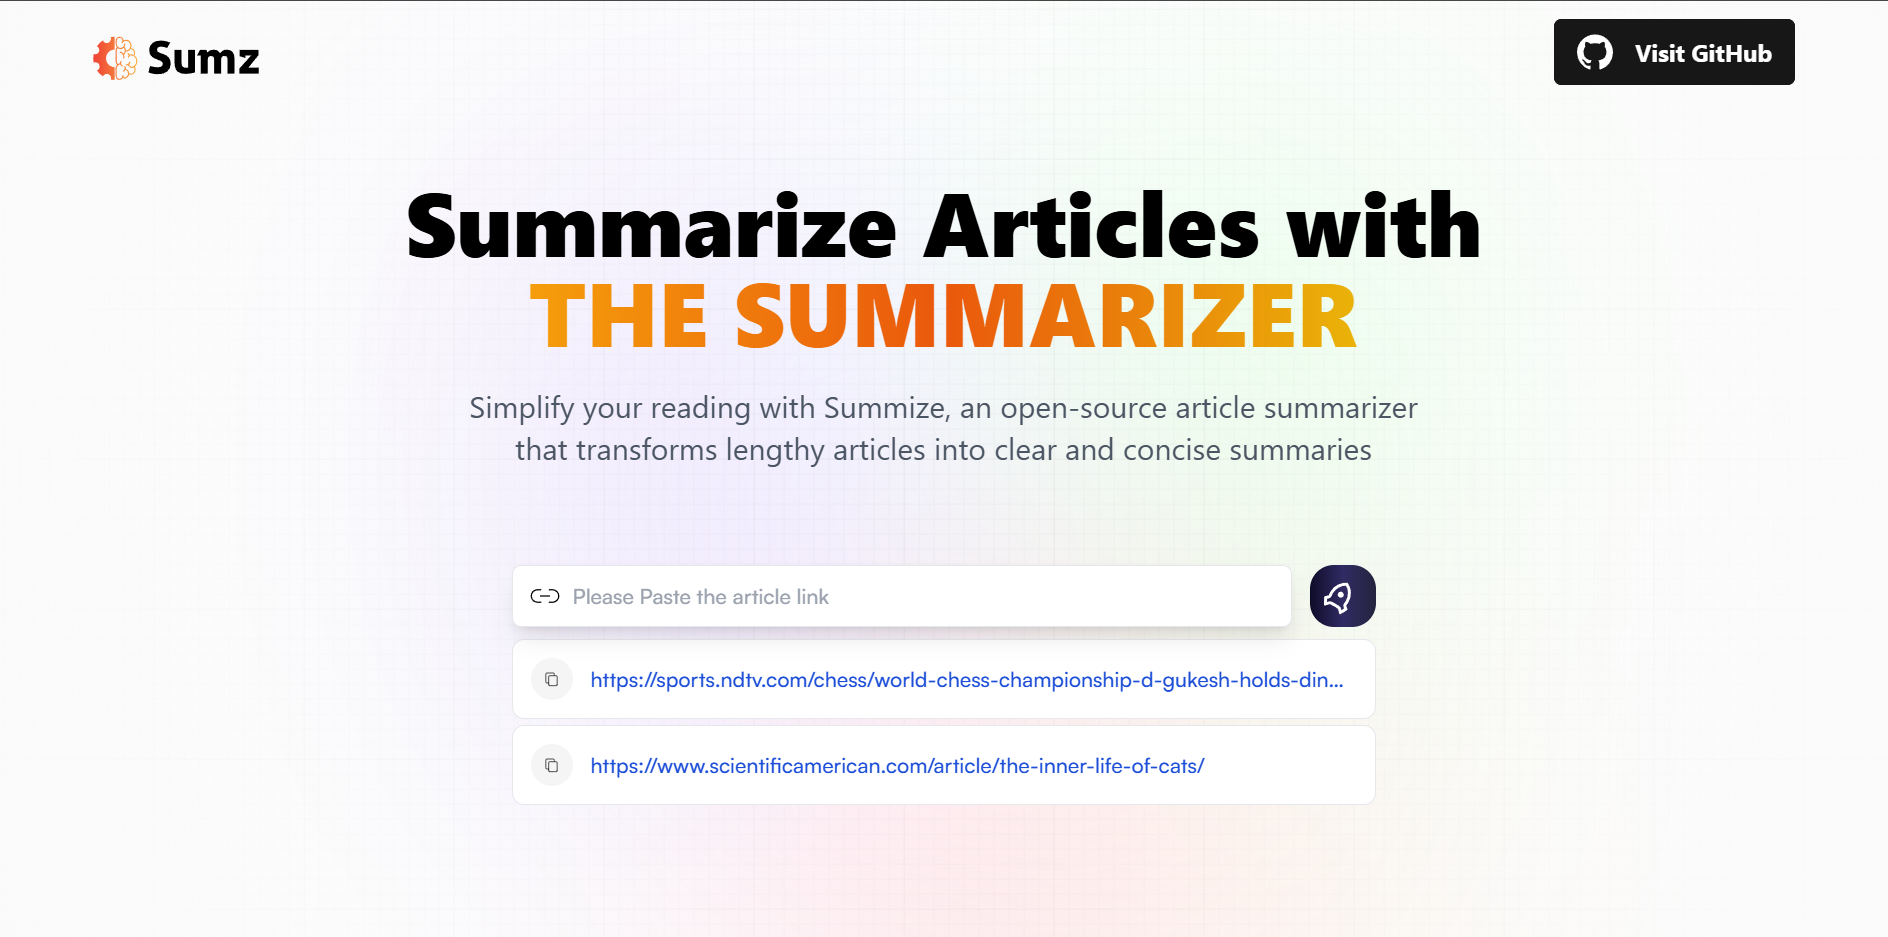 Sumz
Visit GitHub
Summarize Articles with
THE SUMMARIZER
Simplify your reading with Summize, an open-source article summarizer
that transforms lengthy articles into clear and concise summaries
Please Paste the article link
https://sports.ndtv.com/chess/world-chess-championship-d-gukesh-holds-din...
https://www.scientificamerican.com/article/the-inner-life-of-cats/